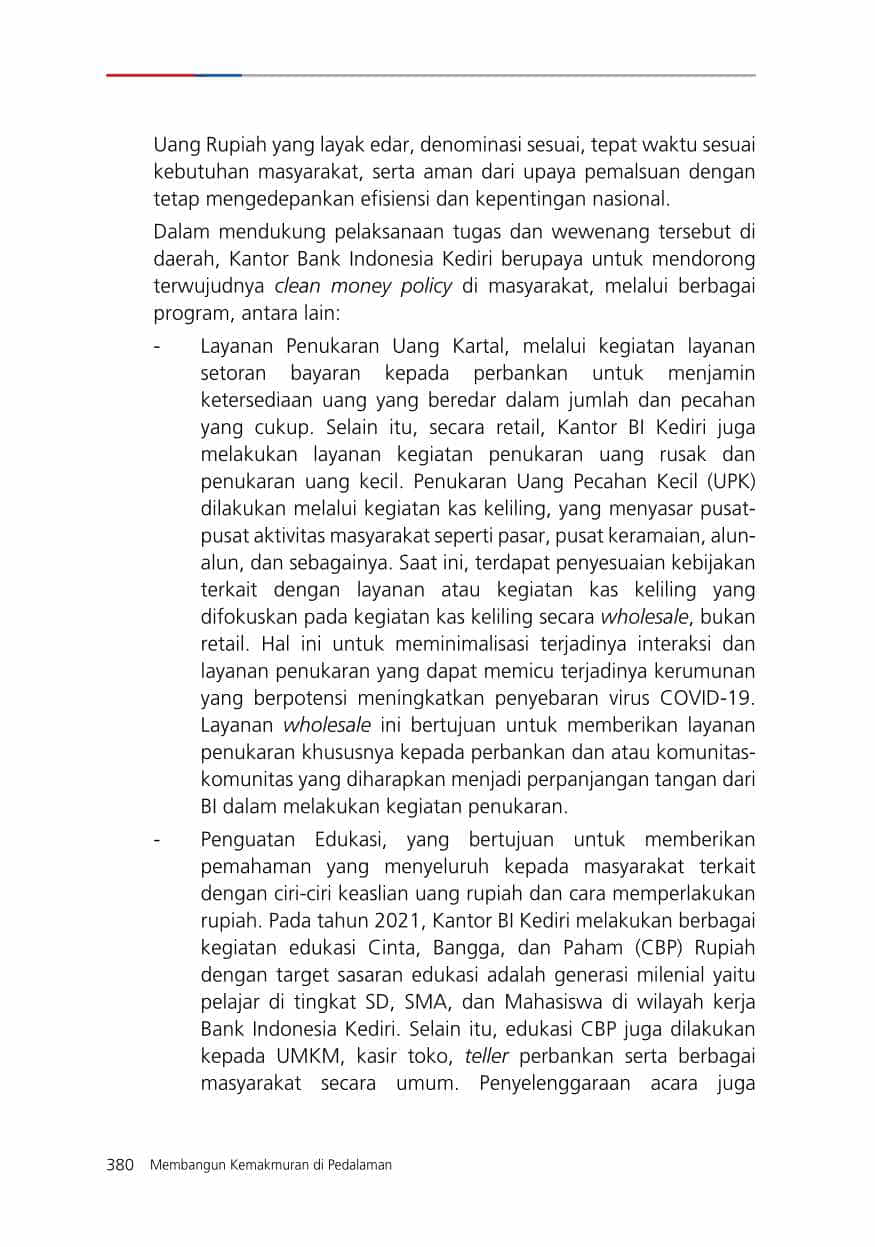 Uang Rupiah yang layak edar, denominasi sesuai, tepat waktu sesuai
kebutuhan masyarakat, serta aman dari upaya pemalsuan dengan
tetap mengedepankan efisiensi dan kepentingan nasional.
Dalam mendukung pelaksanaan tugas dan wewenang tersebut di
daerah, Kantor Bank Indonesia Kediri berupaya untuk mendorong
terwujudnya clean money policy di masyarakat, melalui berbagai
program, antara lain:
- Layanan Penukaran Uang Kartal, melalui kegiatan layanan
setoran bayaran kepada perbankan untuk menjamin
ketersediaan uang yang beredar dalam jumlah dan pecahan
yang cukup. Selain itu, secara retail, Kantor BI Kediri juga
melakukan layanan kegiatan penukaran uang rusak dan
penukaran uang kecil. Penukaran Uang Pecahan Kecil (UPK)
dilakukan melalui kegiatan kas keliling, yang menyasar pusat-
pusat aktivitas masyarakat seperti pasar, pusat keramaian, alun-
alun, dan sebagainya. Saat ini, terdapat penyesuaian kebijakan
terkait dengan layanan atau kegiatan kas keliling yang
difokuskan pada kegiatan kas keliling secara wholesale, bukan
retail. Hal ini untuk meminimalisasi terjadinya interaksi dan
layanan penukaran yang dapat memicu terjadinya kerumunan
yang berpotensi meningkatkan penyebaran virus COVID-19.
Layanan wholesale ini bertujuan untuk memberikan layanan
penukaran khususnya kepada perbankan dan atau komunitas-
komunitas yang diharapkan menjadi perpanjangan tangan dari
BI dalam melakukan kegiatan penukaran.
- Penguatan Edukasi, yang bertujuan untuk memberikan
pemahaman yang menyeluruh kepada masyarakat terkait
dengan ciri-ciri keaslian uang rupiah dan cara memperlakukan
rupiah. Pada tahun 2021, Kantor BI Kediri melakukan berbagai
kegiatan edukasi Cinta, Bangga, dan Paham (CBP) Rupiah
dengan target sasaran edukasi adalah generasi milenial yaitu
pelajar di tingkat SD, SMA, dan Mahasiswa di wilayah kerja
Bank Indonesia Kediri. Selain itu, edukasi CBP juga dilakukan
kepada UMKM, kasir toko, teller perbankan serta berbagai
masyarakat secara umum. Penyelenggaraan acara juga
380 Membangun Kemakmuran di Pedalaman